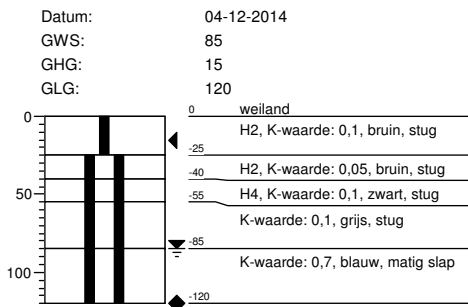 Datum: 04-12-2014
GWS: 85
GHG: 15
GLG: 120
0 0 weiland
H2, K-waarde: 0,1, bruin, stug
-25
H2, K-waarde: 0,05, bruin, stug
-40
50 H4, K-waarde: 0,1, zwart, stug
-55
K-waarde: 0,1, grijs, stug
-85
K-waarde: 0,7, blauw, matig slap
100
-120